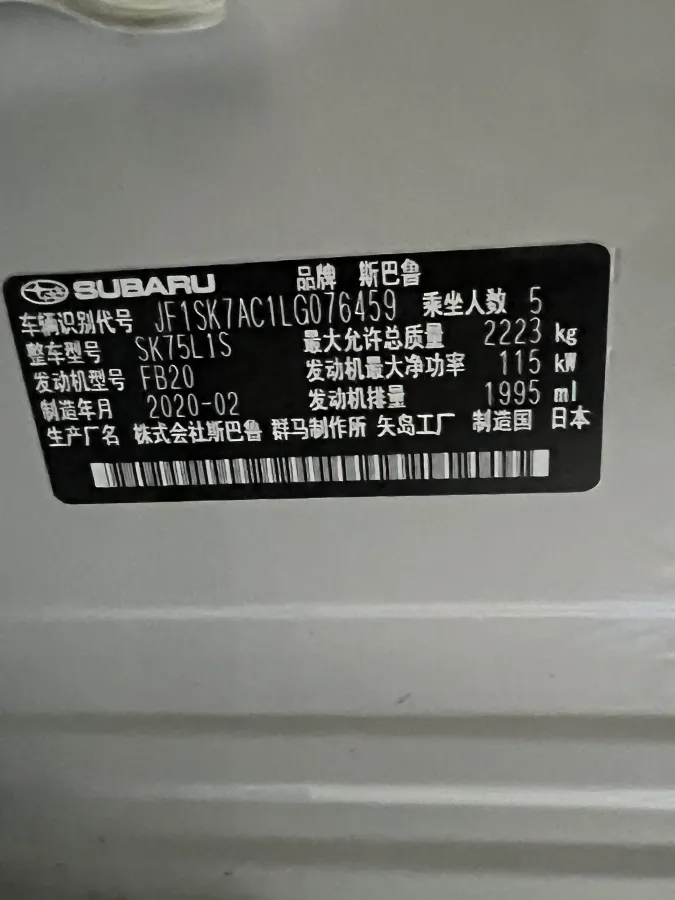 SUBARU 品牌 斯巴鲁
车辆识别代号 JF1SK7AC1LG076459 乘坐人数 5
整车型号 SK75L1S 最大允许总质量 2223 kg
发动机型号 FB20 发动机最大净功率 115 kW
制造年月 2020-02 发动机排量 1995 ml
生产厂名 株式会社斯巴鲁 群马制作所 矢岛工厂 制造国 日本